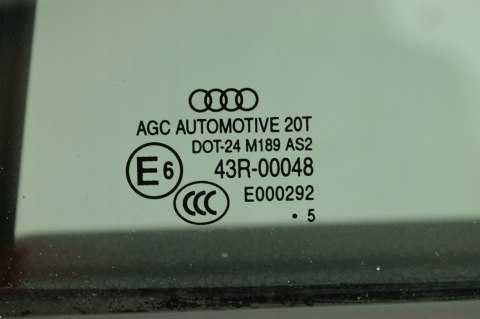 AGC AUTOMOTIVE 20T
DOT-24 M189 AS2
E6 43R-00048
CCC E000292
· 5